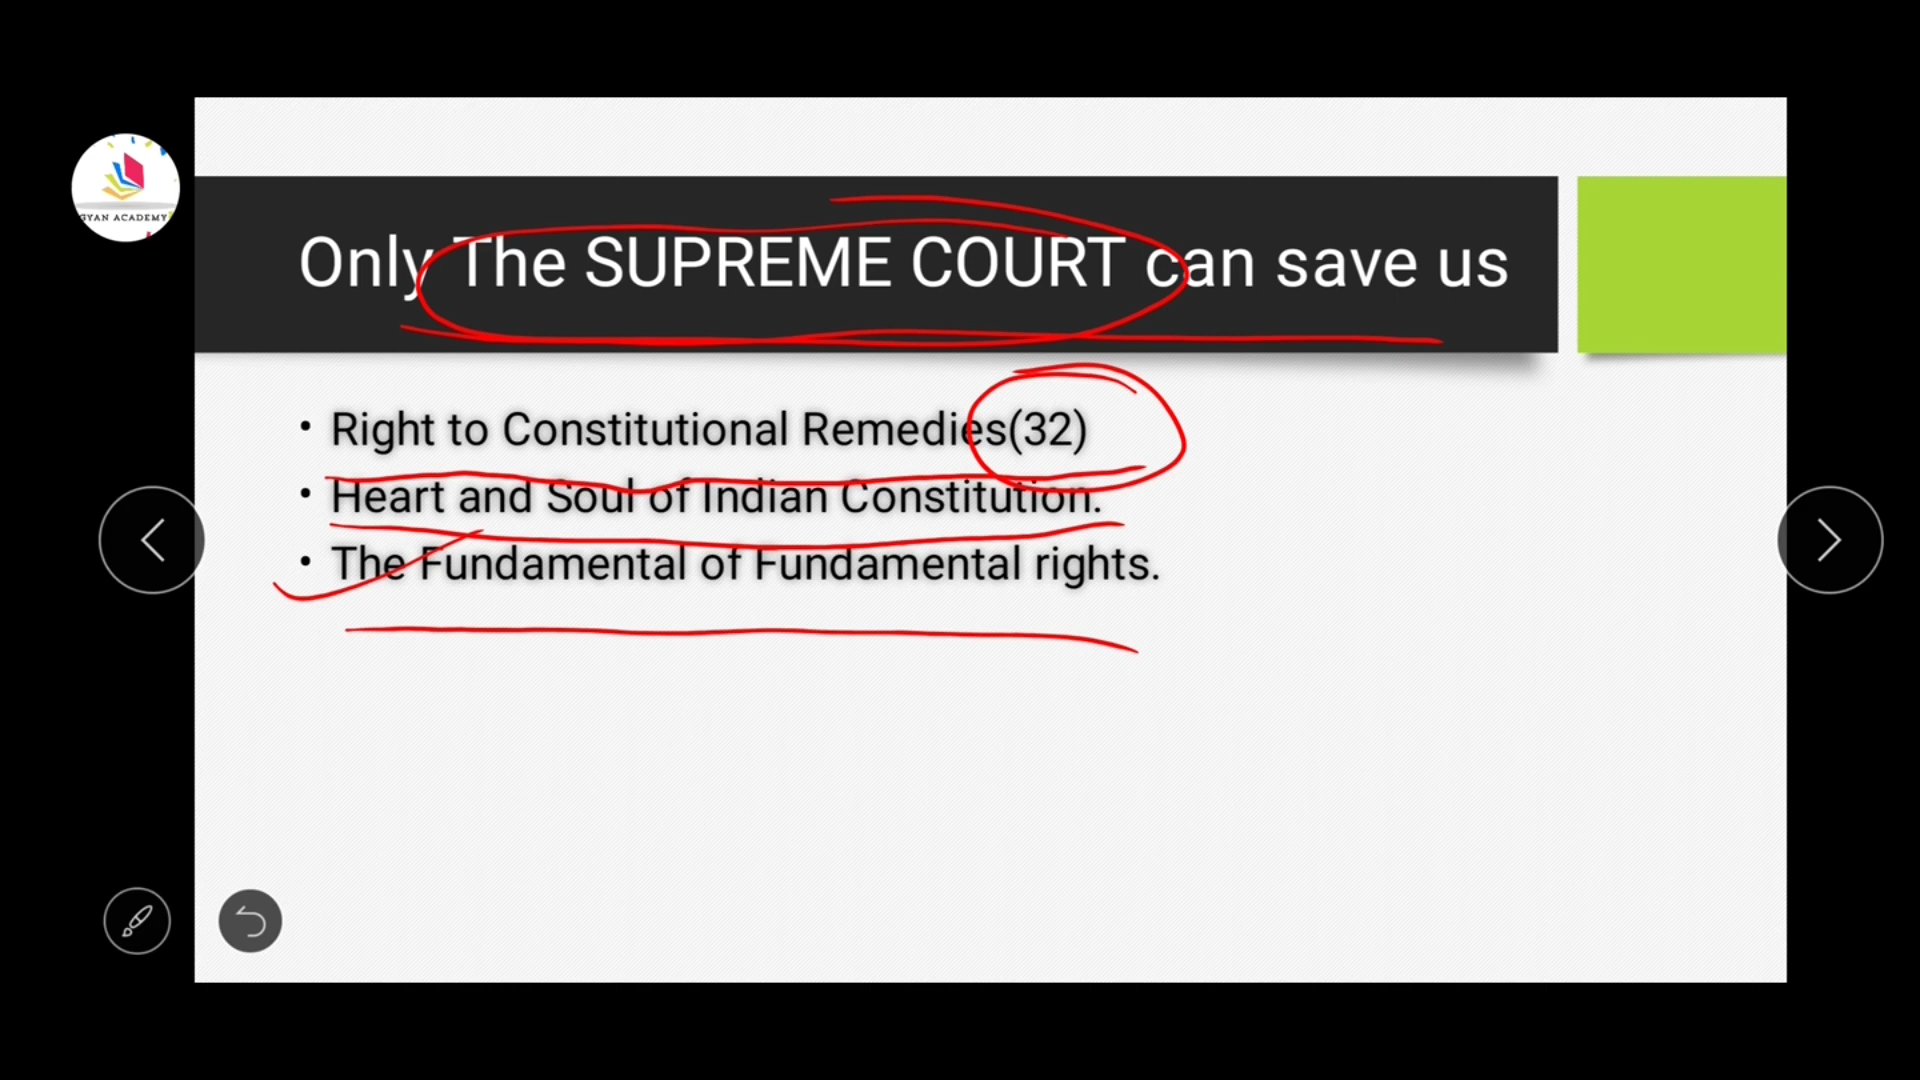 GYAN ACADEMY
Only The SUPREME COURT can save us
• Right to Constitutional Remedies(32)
• Heart and Soul of Indian Constitution.
• The Fundamental of Fundamental rights.